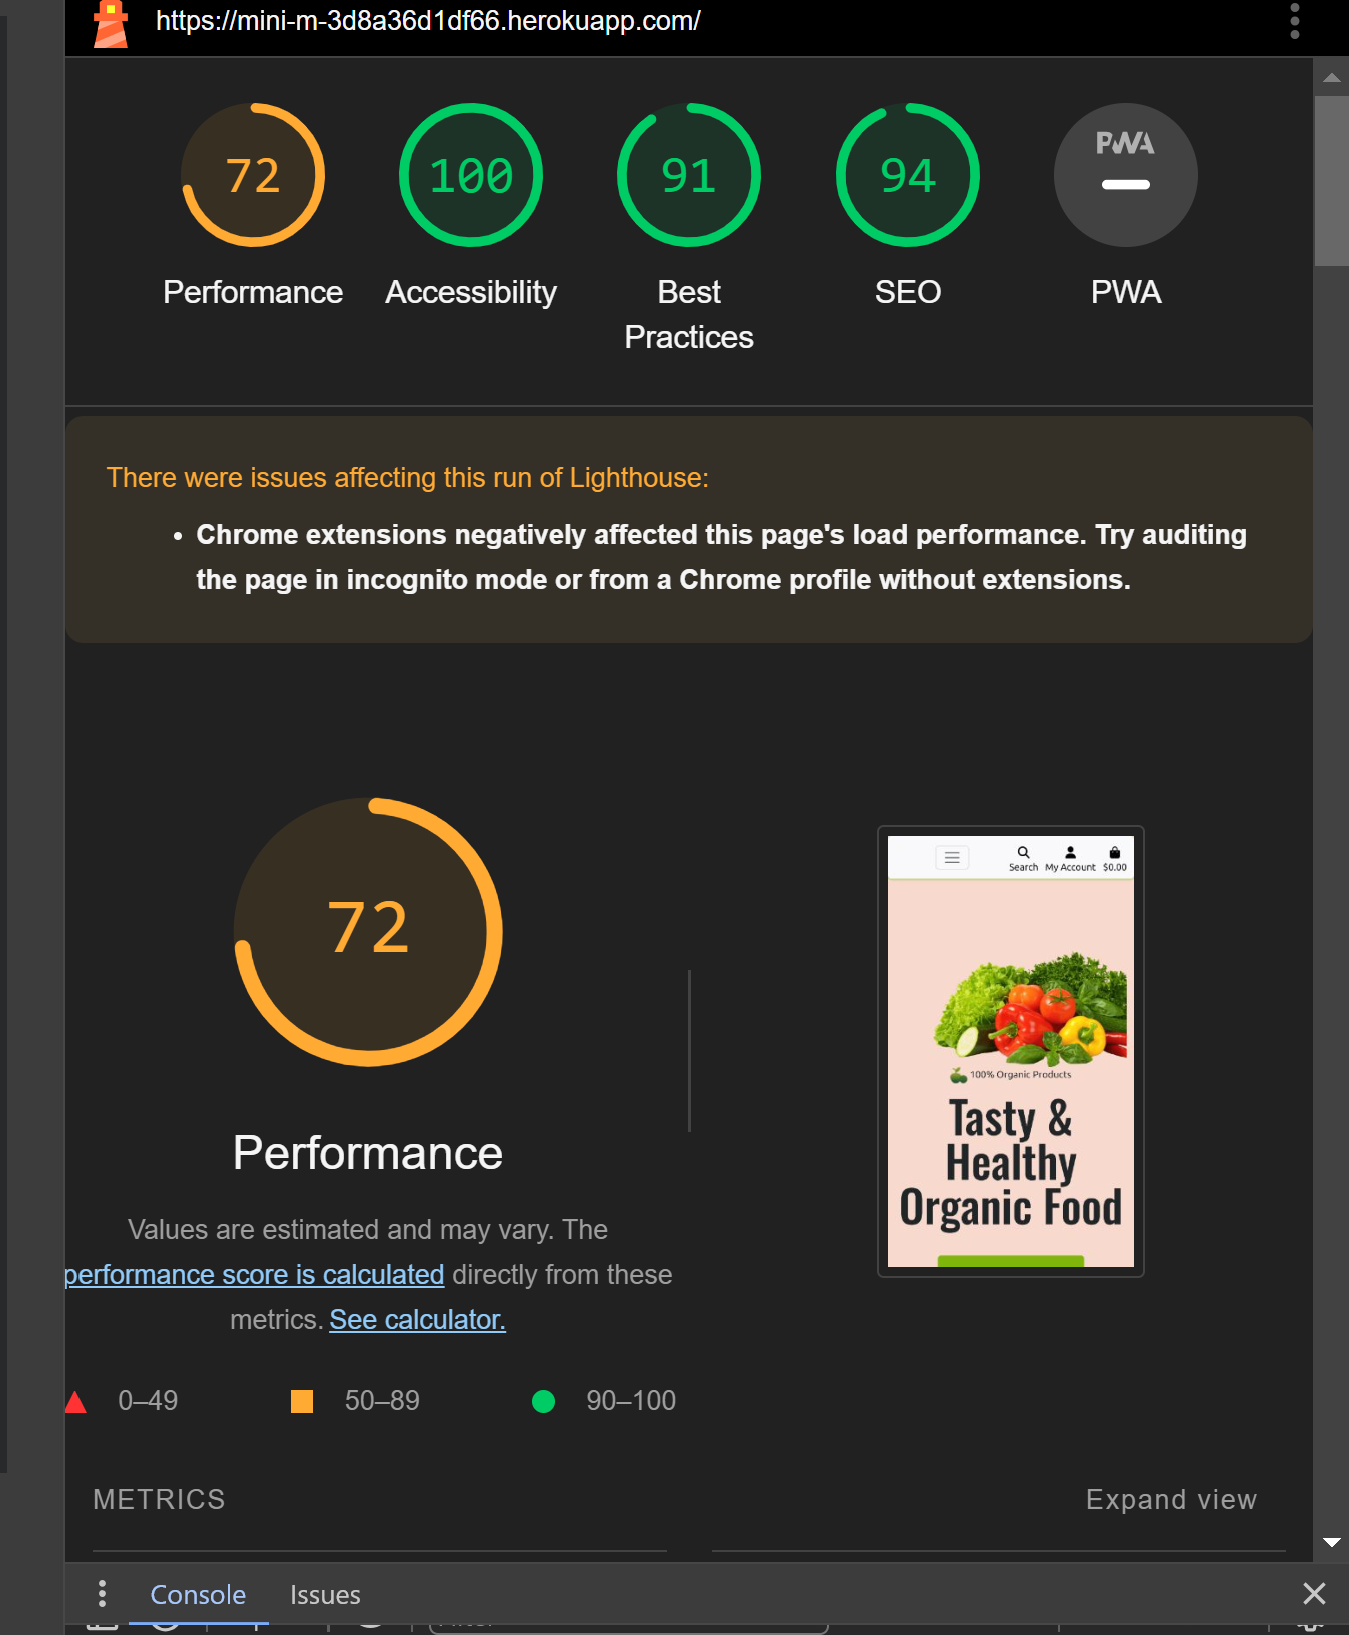 https://mini-m-3d8a36d1df66.herokuapp.com/
72
100
91
94
PWA
Performance
Accessibility
Best
Practices
SEO
PWA
There were issues affecting this run of Lighthouse:
Chrome extensions negatively affected this page's load performance. Try auditing
the page in incognito mode or from a Chrome profile without extensions.
72
Performance
Values are estimated and may vary. The
performance score is calculated directly from these
metrics. See calculator.
0–49
50–89
90–100
Search My Account $0.00
100% Organic Products
Tasty &
Healthy
Organic Food
METRICS
Expand view
Console
Issues